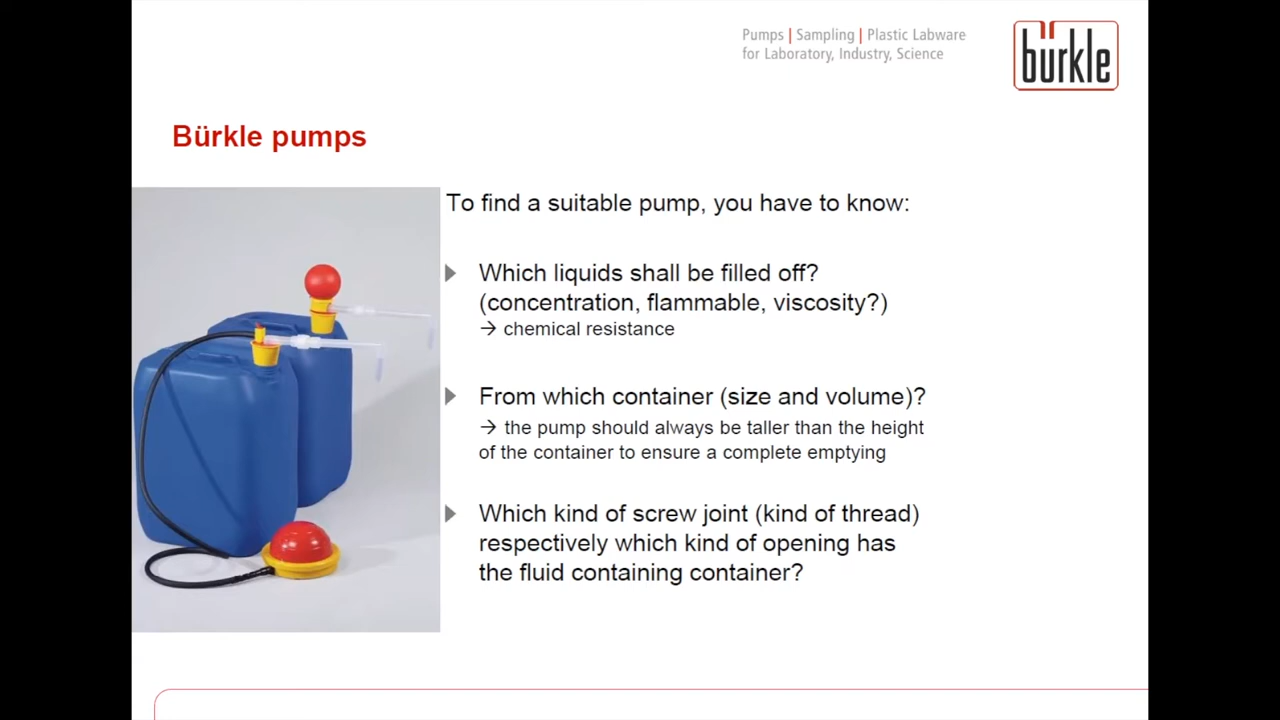 Pumps | Sampling | Plastic Labware
for Laboratory, Industry, Science
bürkle
Bürkle pumps
To find a suitable pump, you have to know:
Which liquids shall be filled off?
(concentration, flammable, viscosity?)
→ chemical resistance
From which container (size and volume)?
→ the pump should always be taller than the height
of the container to ensure a complete emptying
Which kind of screw joint (kind of thread)
respectively which kind of opening has
the fluid containing container?